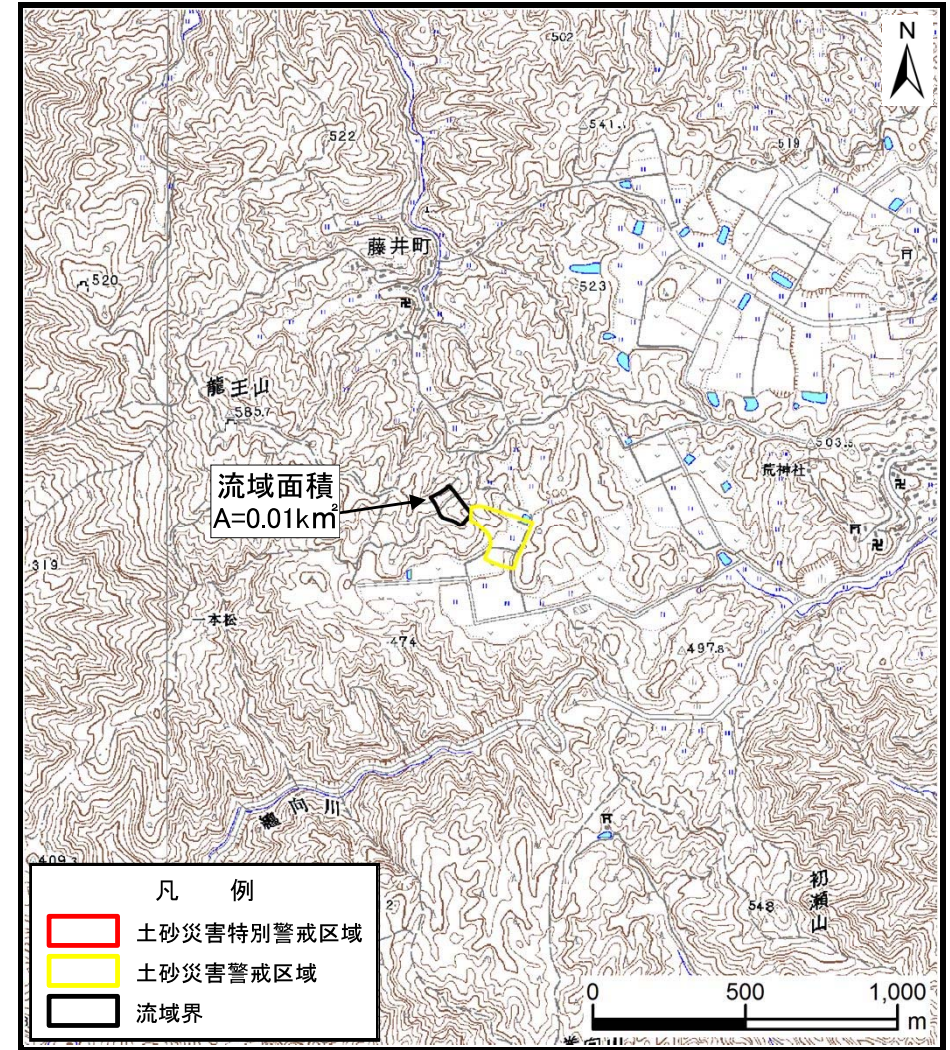 502
N
541.
519
522
藤井町
520
523
龍王山
585.7
503.5
流域面積
A=0.01km²
荒神社
319
一本松
474
497.8
纒向川
409.3
初瀬山
548
凡 例
土砂災害特別警戒区域
土砂災害警戒区域
流域界
0 500 1,000
m